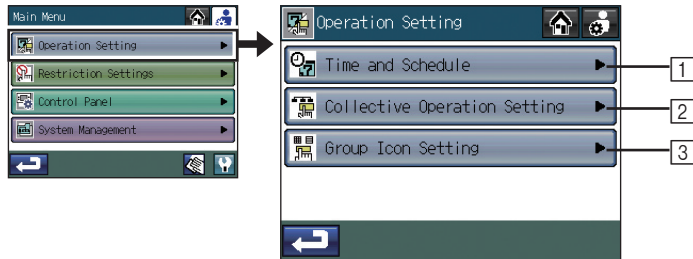 Main Menu
Operation Setting
Restriction Settings
Control Panel
System Management
Operation Setting
Time and Schedule
Collective Operation Setting
Group Icon Setting
1
2
3